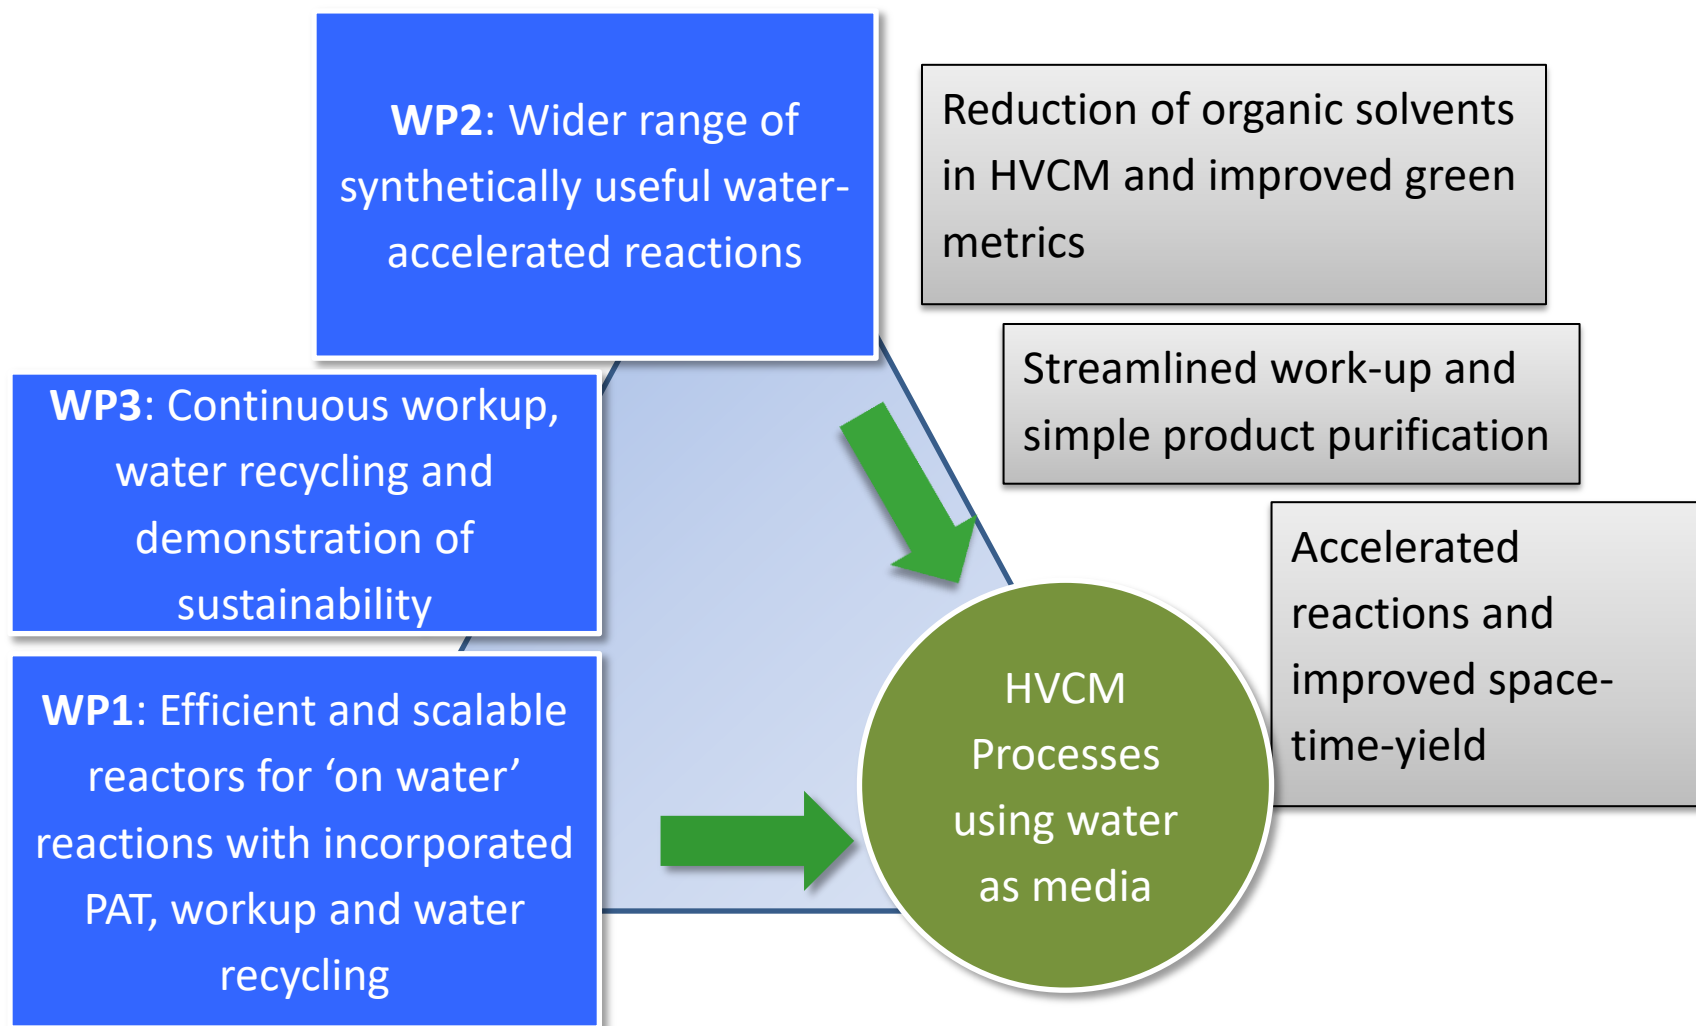 WP2: Wider range of
synthetically useful water-
accelerated reactions
Reduction of organic solvents
in HVCM and improved green
metrics
Streamlined work-up and
simple product purification
WP3: Continuous workup,
water recycling and
demonstration of
sustainability
Accelerated
reactions and
improved space-
time-yield
WP1: Efficient and scalable
reactors for ‘on water’
reactions with incorporated
PAT, workup and water
recycling
HVCM
Processes
using water
as media